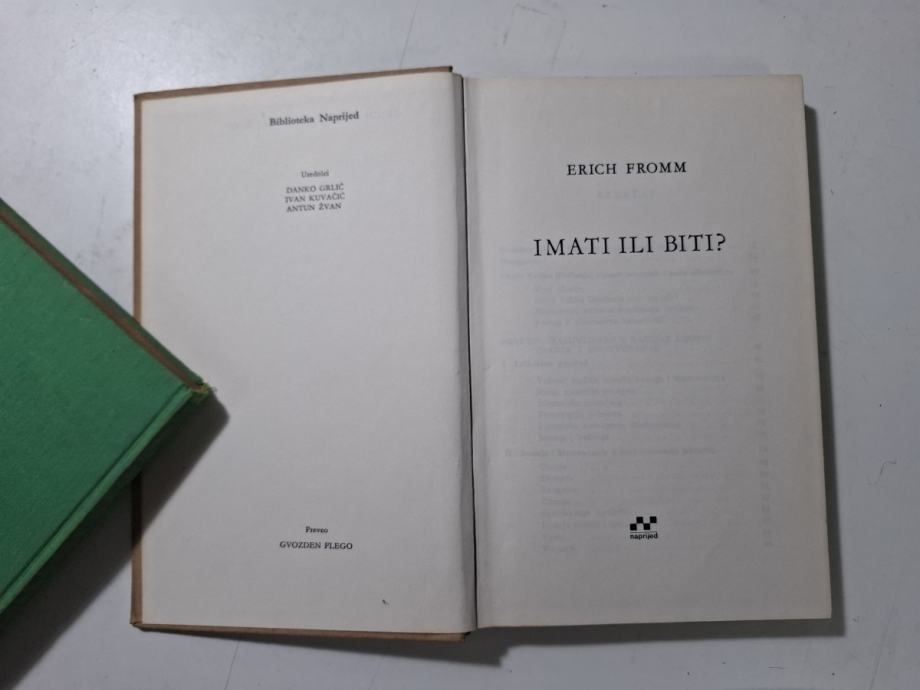 Biblioteka Naprijed
Urednici
DANKO GRLIĆ
IVAN KUVAČIĆ
ANTUN ŽVAN
Preveo
GVOZDEN FLEGO
ERICH FROMM
IMATI ILI BITI?
naprijed